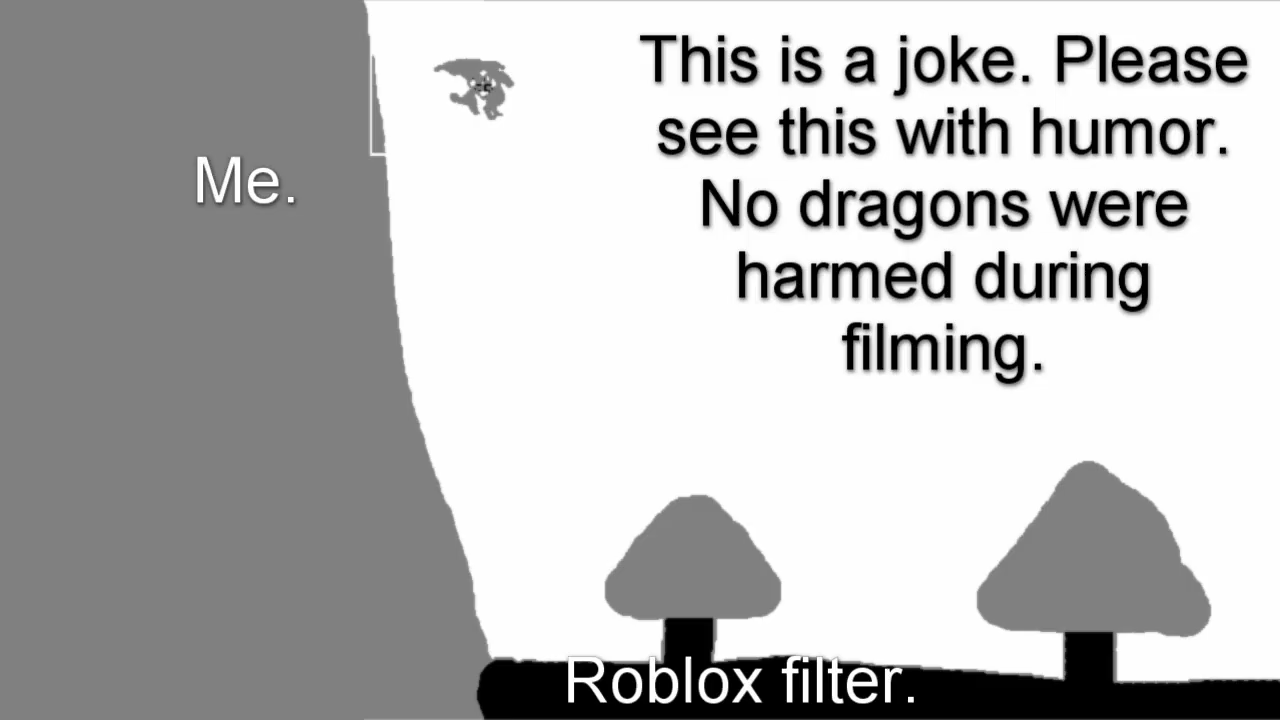 This is a joke. Please
see this with humor.
No dragons were
harmed during
filming.
Me.
Roblox filter.